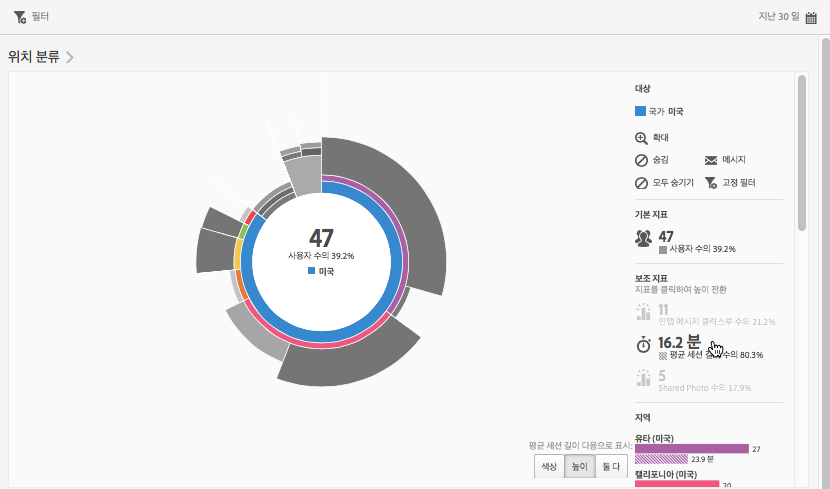 필터
지난 30 일
위치 분류
대상
국가 미국
확대
숨김
메시지
모두 숨기기
고정 필터
기본 지표
47
사용자 수의 39.2%
보조 지표
지표를 클릭하여 높이 전환
11
인앱 메시지 클릭스루 수의 21.2%
16.2 분
평균 세션 길 수의 80.3%
5
Shared Photo 수의 17.9%
지역
유타 (미국)
27
23.9 분
캘리포니아 (미국)
20
47
사용자 수의 39.2%
미국
평균 세션 길이 다음으로 표시:
색상
높이
둘 다